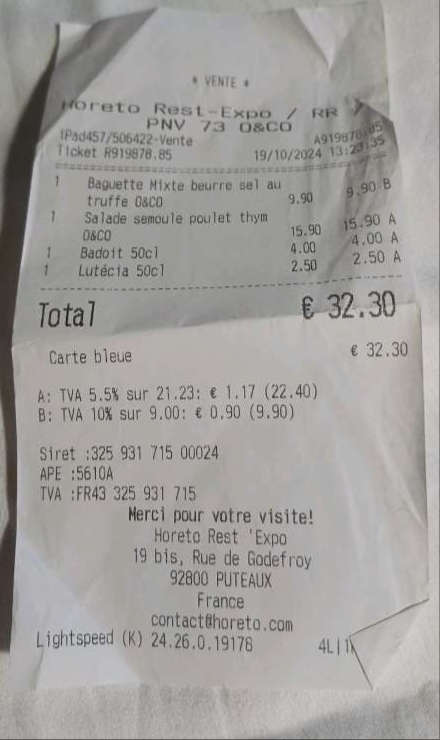 * VENTE *
Horeto Rest-Expo / RR
PNV 73 O&CO
iPad457/506422-Vente A919878.85
Ticket R919878.85 19/10/2024 13:23:35
1 Baguette Mixte beurre sel au
truffe O&CO 9.90 9.90 B
1 Salade semoule poulet thym
O&CO 15.90 15.90 A
1 Badoit 50cl 4.00 4.00 A
1 Lutécia 50cl 2.50 2.50 A
Total € 32.30
Carte bleue € 32.30
A: TVA 5.5% sur 21.23: € 1.17 (22.40)
B: TVA 10% sur 9.00: € 0.90 (9.90)
Siret :325 931 715 00024
APE :5610A
TVA :FR43 325 931 715
Merci pour votre visite!
Horeto Rest 'Expo
19 bis, Rue de Godefroy
92800 PUTEAUX
France
contact@horeto.com
Lightspeed (K) 24.26.0.19178 4L|1